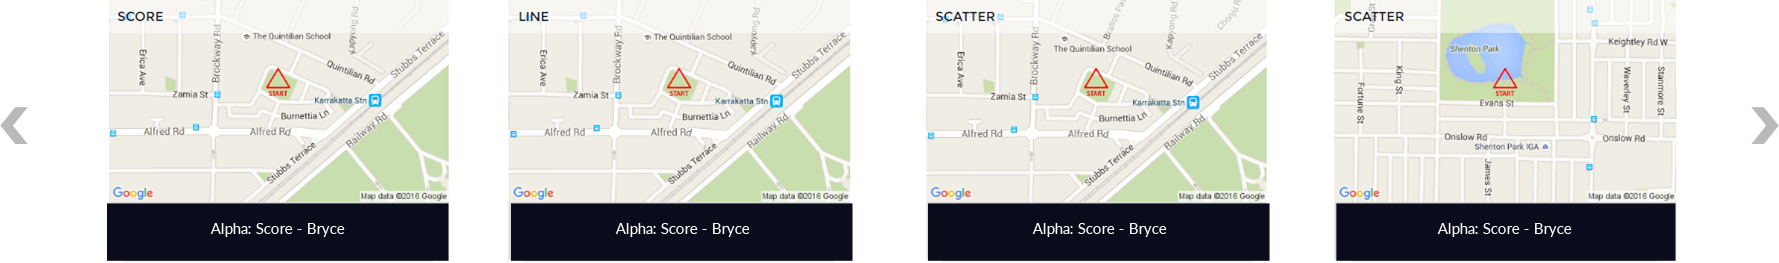 SCORE
Kapyong Rd
Brockway Rd
Erica Ave
The Quintilian School
Stubbs Terrace
Quintilian Rd
START
Zamia St
Karrakatta Stn
Burnettia Ln
Alfred Rd
Alfred Rd
Railway Rd
Stubbs Terrace
Google
Map data ©2016 Google
Alpha: Score - Bryce
LINE
Kapyong Rd
Brockway Rd
Erica Ave
The Quintilian School
Stubbs Terrace
Quintilian Rd
START
Zamia St
Karrakatta Stn
Burnettia Ln
Alfred Rd
Alfred Rd
Railway Rd
Stubbs Terrace
Google
Map data ©2016 Google
Alpha: Score - Bryce
SCATTER
Kapyong Rd
Brockway Rd
Erica Ave
The Quintilian School
Stubbs Terrace
Quintilian Rd
START
Zamia St
Karrakatta Stn
Burnettia Ln
Alfred Rd
Alfred Rd
Railway Rd
Stubbs Terrace
Google
Map data ©2016 Google
Alpha: Score - Bryce
SCATTER
Shenton Park
Keightley Rd W
King St
Fortune St
Waverley St
Stanmore St
START
Evans St
Onslow Rd
Onslow Rd
Shenton Park IGA
James St
Google
Map data ©2016 Google
Alpha: Score - Bryce